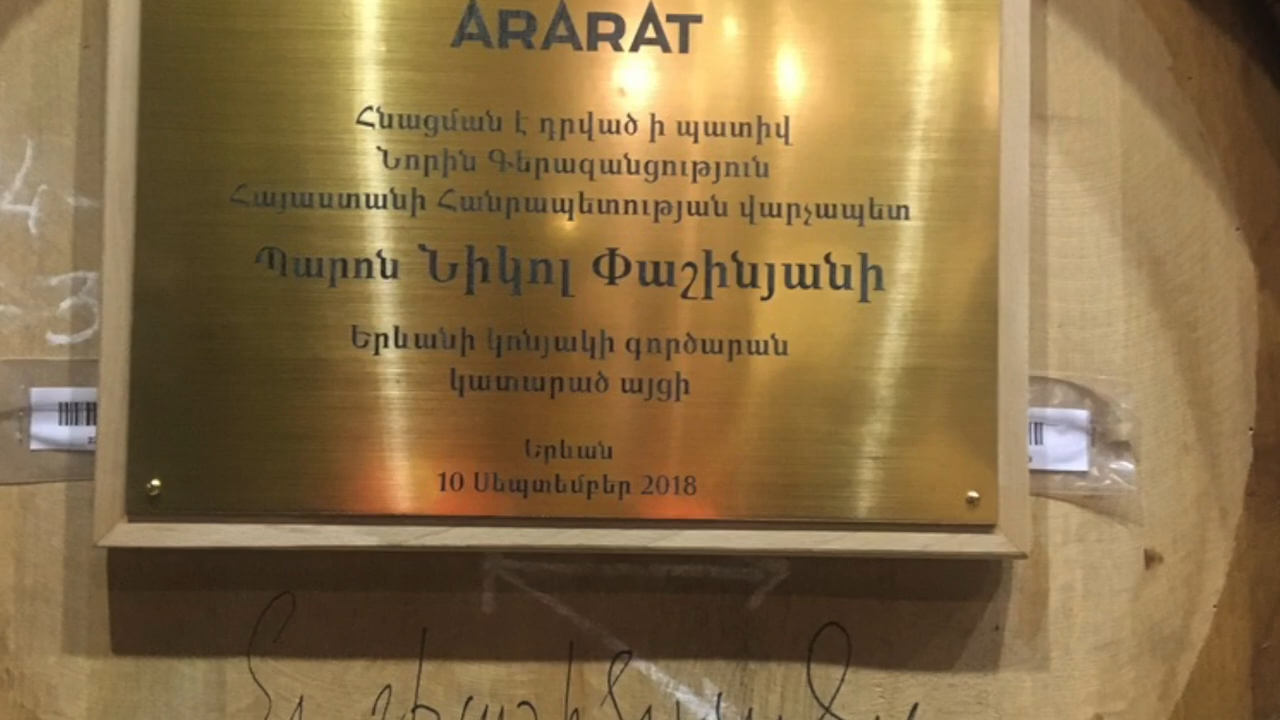 ARARAT
Հնացման է դրված ի պատիվ
Նորին Գերազանցություն
Հայաստանի Հանրապետության վարչապետ
Պարոն Նիկոլ Փաշինյանի
Երևանի կոնյակի գործարան
կատարած այցի
Երևան
10 Սեպտեմբեր 2018